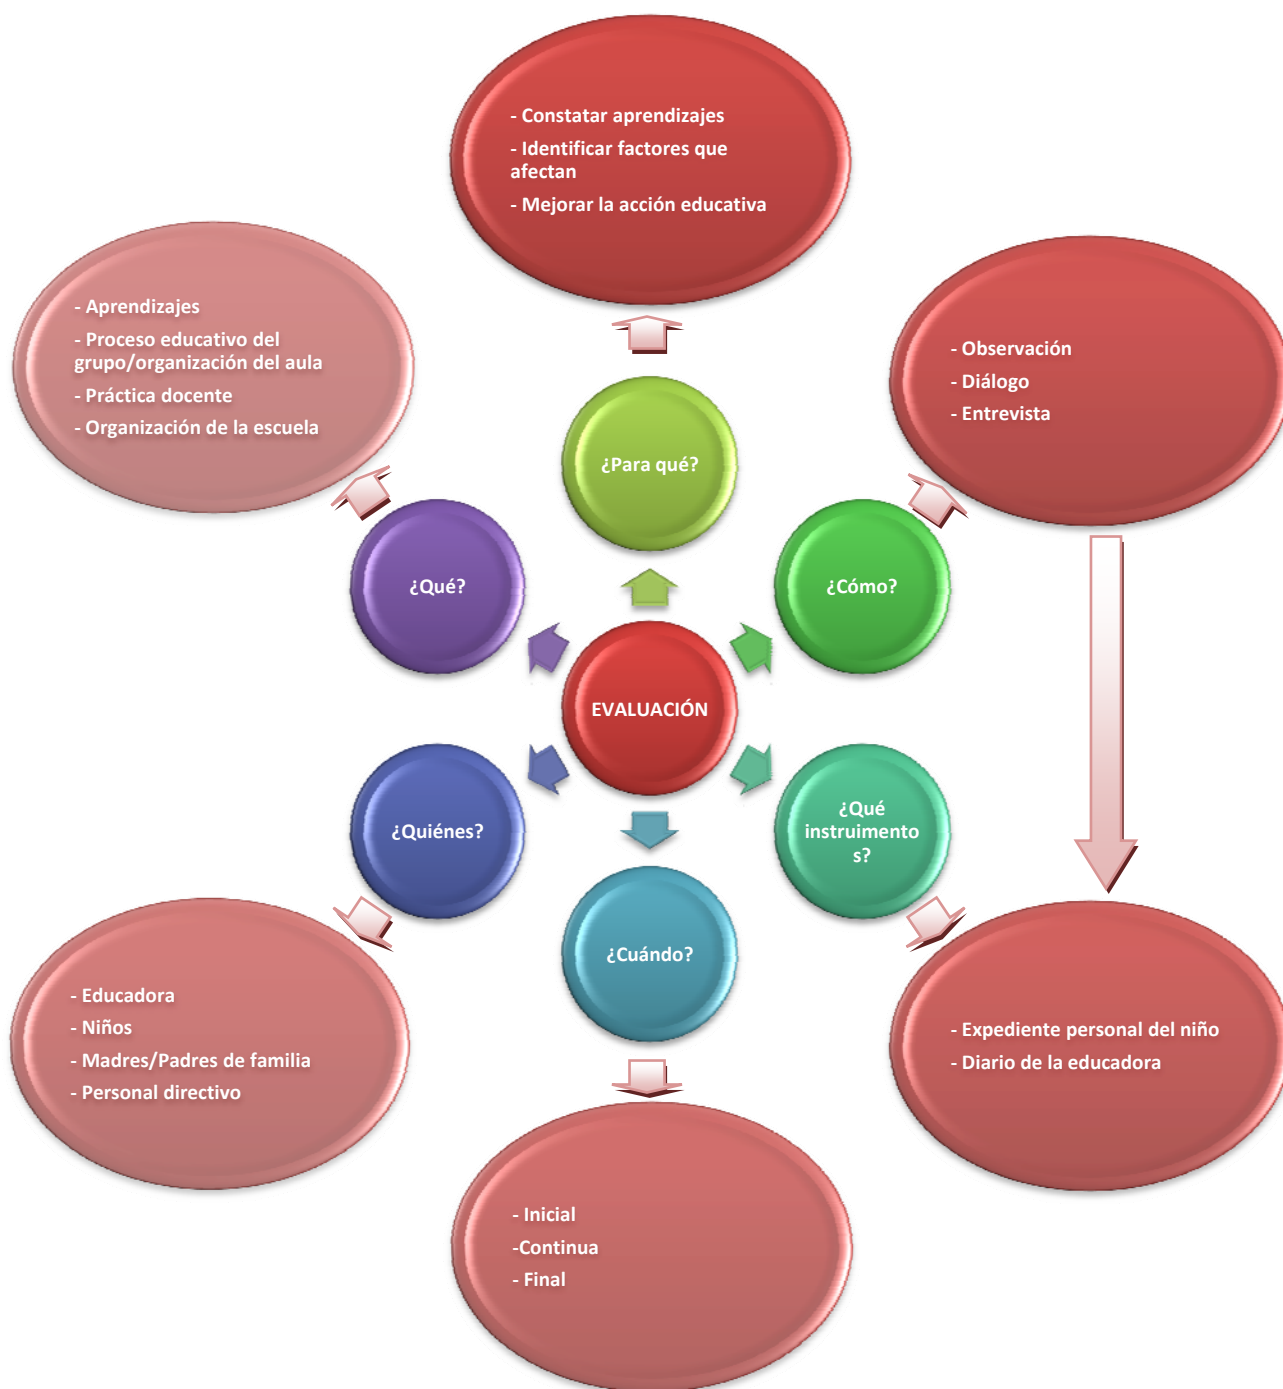 - Constatar aprendizajes
- Identificar factores que
afectan
- Mejorar la acción educativa
- Aprendizajes
- Proceso educativo del
grupo/organización del aula
- Práctica docente
- Organización de la escuela
- Observación
- Diálogo
- Entrevista
¿Para qué?
¿Qué?
¿Cómo?
EVALUACIÓN
¿Quiénes?
¿Qué
instruimento
s?
¿Cuándo?
- Educadora
- Niños
- Madres/Padres de familia
- Personal directivo
- Expediente personal del niño
- Diario de la educadora
- Inicial
-Continua
- Final